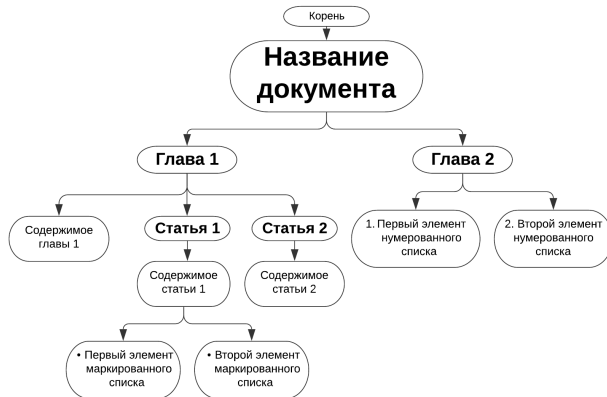 Корень
Название
документа
Глава 1
Глава 2
Содержимое
главы 1
Статья 1
Статья 2
1. Первый элемент
нумерованного
списка
2. Второй элемент
нумерованного
списка
Содержимое
статьи 1
Содержимое
статьи 2
• Первый элемент
маркированного
списка
• Второй элемент
маркированного
списка